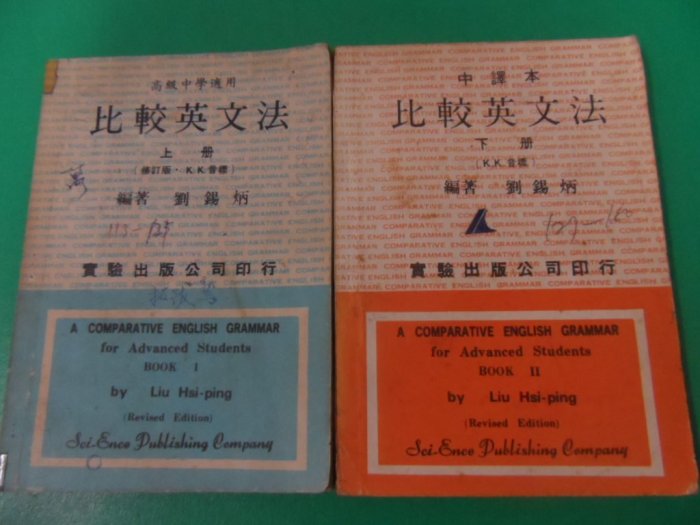 高級中學適用
比較英文法
上册
(修訂版·K.K.音標)
編著 劉錫炳
113-125
實驗出版公司印行
A COMPARATIVE ENGLISH GRAMMAR
for Advanced Students
BOOK I
by Liu Hsi-ping
(Revised Edition)
Sci-Ence Publishing Company
中譯本
比較英文法
下册
(K.K.音標)
編著 劉錫炳
實驗出版公司印行
A COMPARATIVE ENGLISH GRAMMAR
for Advanced Students
BOOK II
by Liu Hsi-ping
(Revised Edition)
Sci-Ence Publishing Company